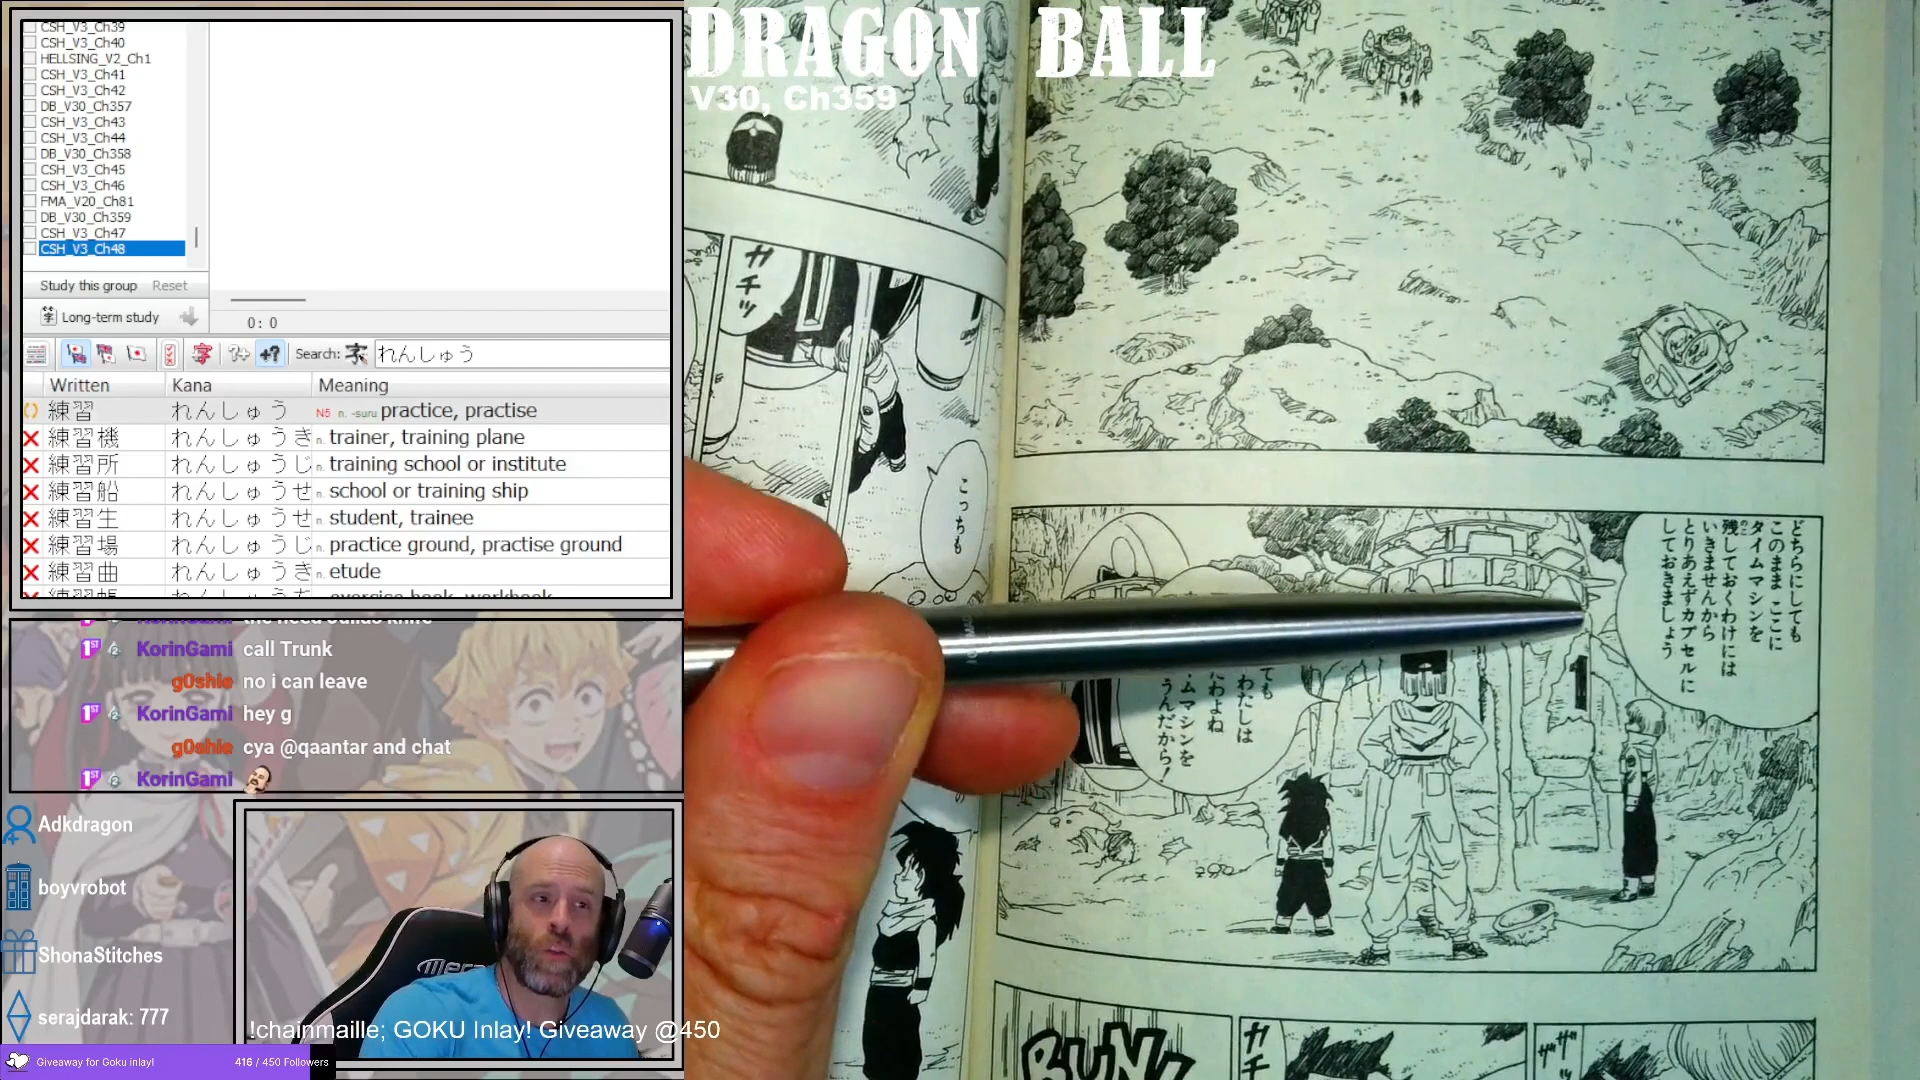 CSH_V3_Ch39
CSH_V3_Ch40
HELLSING_V2_Ch1
CSH_V3_Ch41
CSH_V3_Ch42
DB_V30_Ch357
CSH_V3_Ch43
CSH_V3_Ch44
DB_V30_Ch358
CSH_V3_Ch45
CSH_V3_Ch46
FMA_V20_Ch81
DB_V30_Ch359
CSH_V3_Ch47
CSH_V3_Ch48
Study this group Reset
Long-term study
0: 0
Search: れんしゅう
Written Kana Meaning
練習 れんしゅう N5 n. -suru practice, practise
練習機 れんしゅうき n. trainer, training plane
練習所 れんしゅうじ n. training school or institute
練習船 れんしゅうせ n. school or training ship
練習生 れんしゅうせ n. student, trainee
練習場 れんしゅうじ n. practice ground, practise ground
練習曲 れんしゅうき n. etude
KorinGami call Trunk
g0shie no i can leave
KorinGami hey g
g0shie cya @qaantar and chat
KorinGami
Adkdragon
boyvrobot
ShonaStitches
serajdarak: 777
!chainmaille; GOKU Inlay! Giveaway @450
Giveaway for Goku inlay! 416 / 450 Followers
DRAGON BALL
V30, Ch359
ガチッ
こっちも
どちらにしても
このまま ここに
タイムマシンを
残しておくわけには
いきませんから
とりあえずカプセルに
しておきましょう
ても
わたしは
にわよね
ムマシンを
うんだから!
ガチ